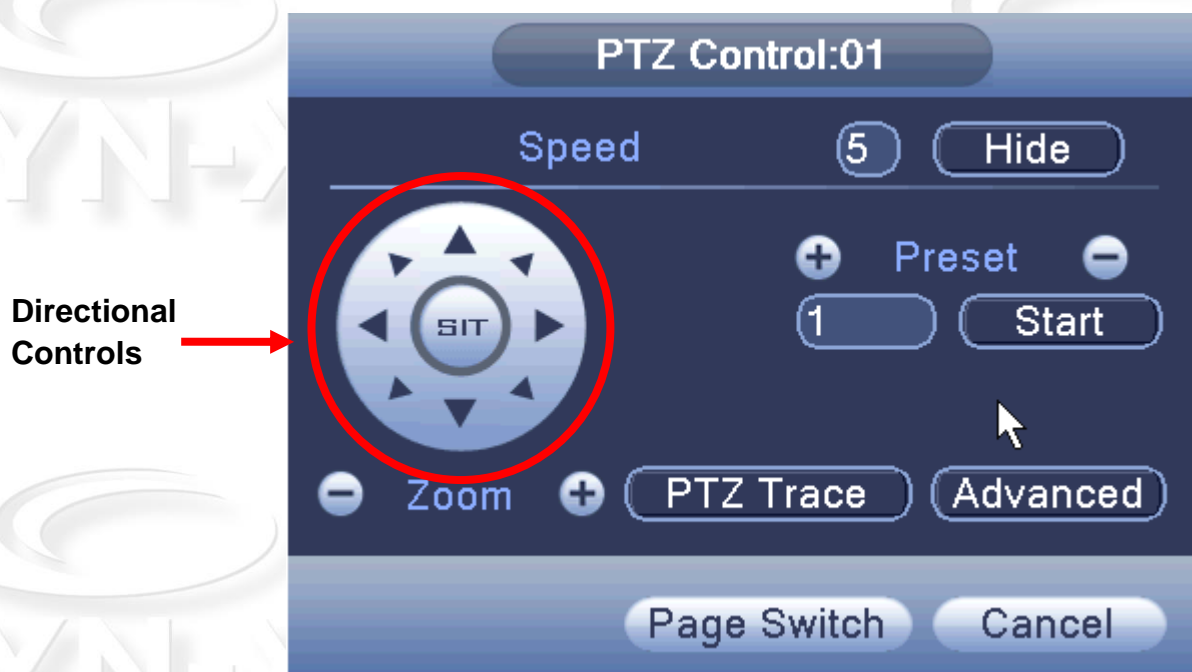 PTZ Control:01
Speed 5 Hide
Preset
1 Start
Directional
Controls
SIT
Zoom PTZ Trace Advanced
Page Switch Cancel
YN-X